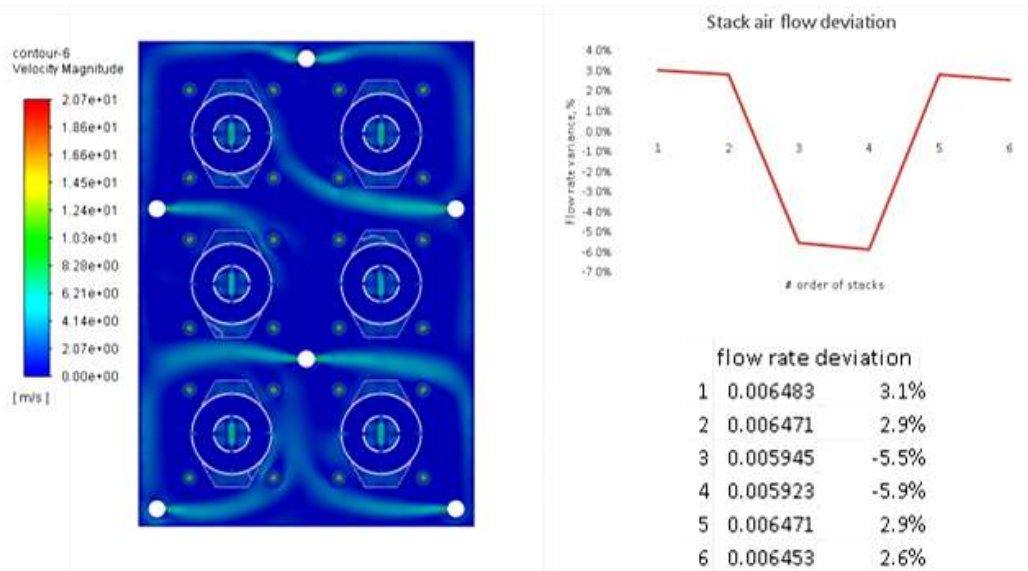 contour-6
Velocity Magnitude
2.07e+01
1.86e+01
1.66e+01
1.45e+01
1.24e+01
1.03e+01
8.28e+00
6.21e+00
4.14e+00
2.07e+00
0.00e+00
[m/s]
Stack air flow deviation
Flow rate variance, %
4.0%
3.0%
2.0%
1.0%
0.0%
-1.0%
-2.0%
-3.0%
-4.0%
-5.0%
-6.0%
-7.0%
1 2 3 4 5 6
# order of stacks
flow rate deviation
1 0.006483 3.1%
2 0.006471 2.9%
3 0.005945 -5.5%
4 0.005923 -5.9%
5 0.006471 2.9%
6 0.006453 2.6%